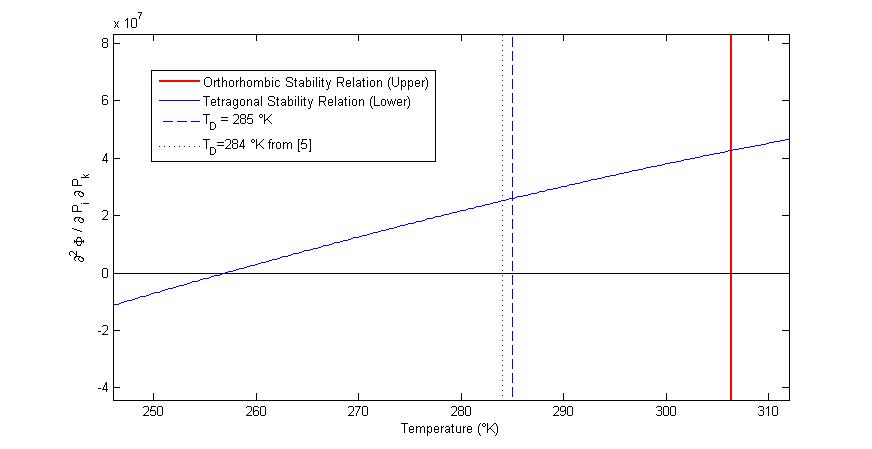 x 10^7
8
6
4
2
0
-2
-4
∂² Φ / ∂ P_i ∂ P_k
Orthorhombic Stability Relation (Upper)
Tetragonal Stability Relation (Lower)
T_D = 285 °K
T_D=284 °K from [5]
250 260 270 280 290 300 310
Temperature (°K)